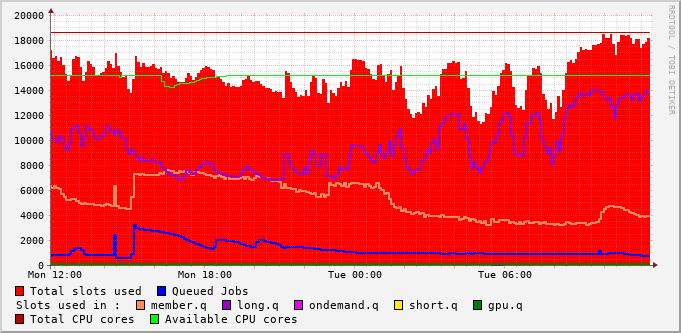 20000
18000
16000
14000
12000
10000
8000
6000
4000
2000
0
Mon 12:00 Mon 18:00 Tue 00:00 Tue 06:00
RRDTOOL / TOBI OETIKER
Total slots used Queued Jobs
Slots used in : member.q long.q ondemand.q short.q gpu.q
Total CPU cores Available CPU cores